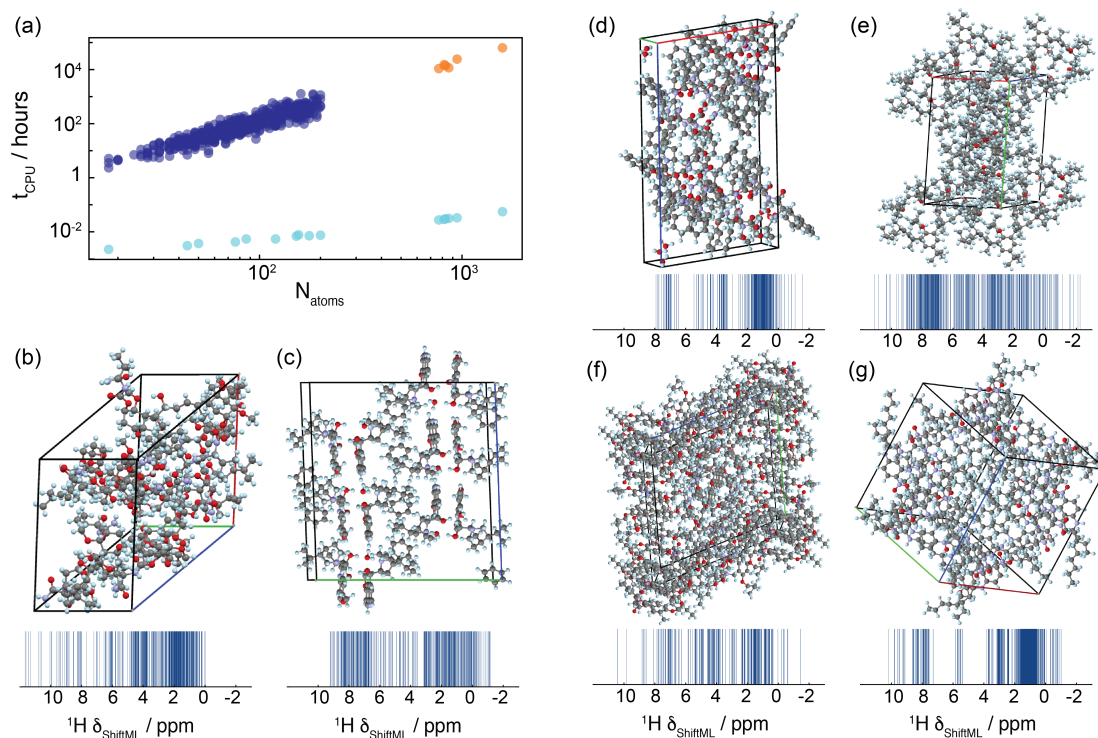 (a)
t_CPU / hours
10^4
10^2
1
10^-2
10^2
10^3
N_atoms
(b)
(c)
10 8 6 4 2 0 -2
10 8 6 4 2 0 -2
¹H δ_ShiftML / ppm
¹H δ_ShiftML / ppm
(d)
(e)
10 8 6 4 2 0 -2
10 8 6 4 2 0 -2
(f)
(g)
10 8 6 4 2 0 -2
10 8 6 4 2 0 -2
¹H δ_ShiftML / ppm
¹H δ_ShiftML / ppm